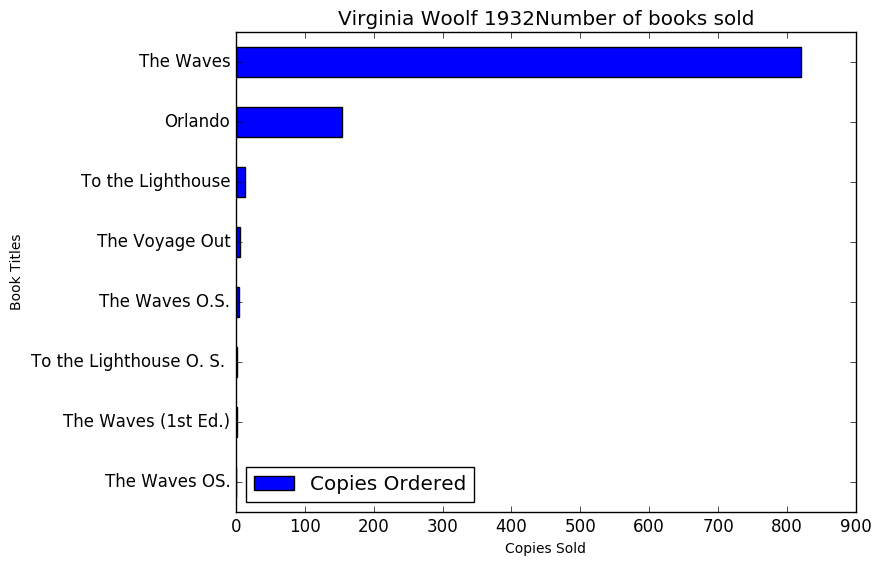 Virginia Woolf 1932Number of books sold
The Waves
Orlando
To the Lighthouse
The Voyage Out
The Waves O.S.
To the Lighthouse O. S.
The Waves (1st Ed.)
The Waves OS.
Book Titles
Copies Ordered
0 100 200 300 400 500 600 700 800 900
Copies Sold